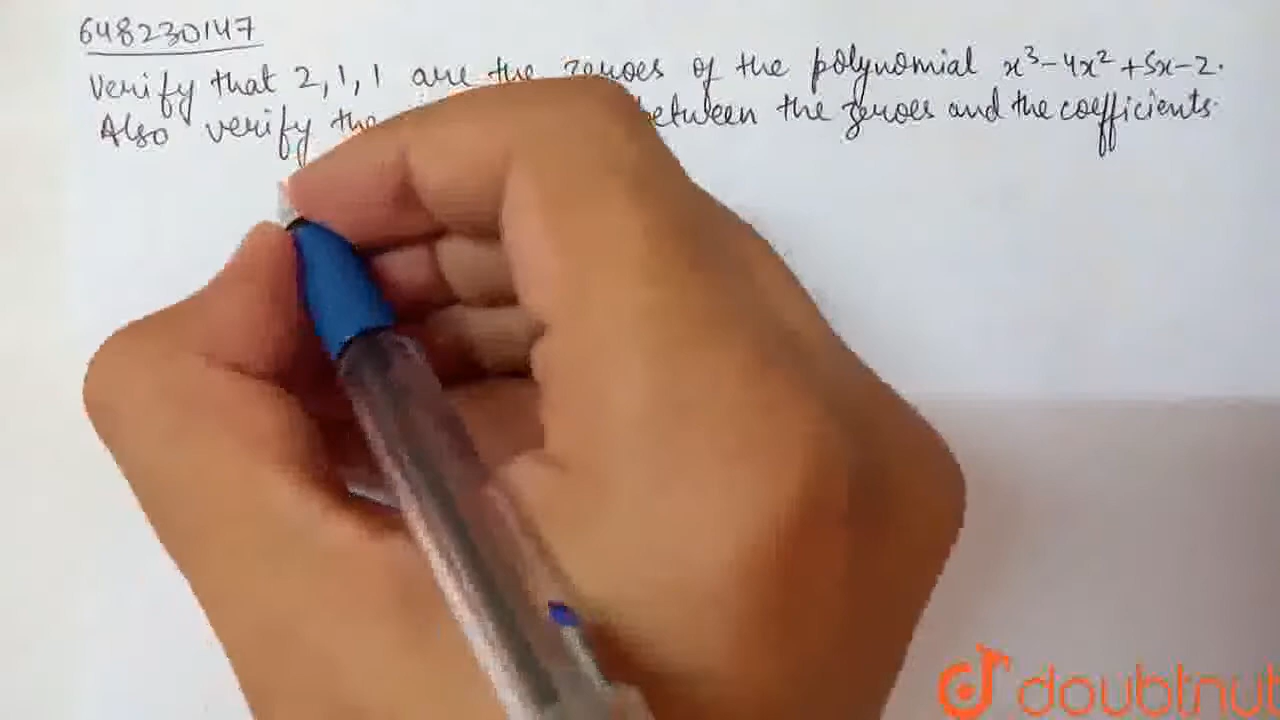 648230147
Verify that 2, 1, 1 are the zeroes of the polynomial x³-4x²+5x-2.
Also verify the between the zeroes and the coefficients.
doubtnut